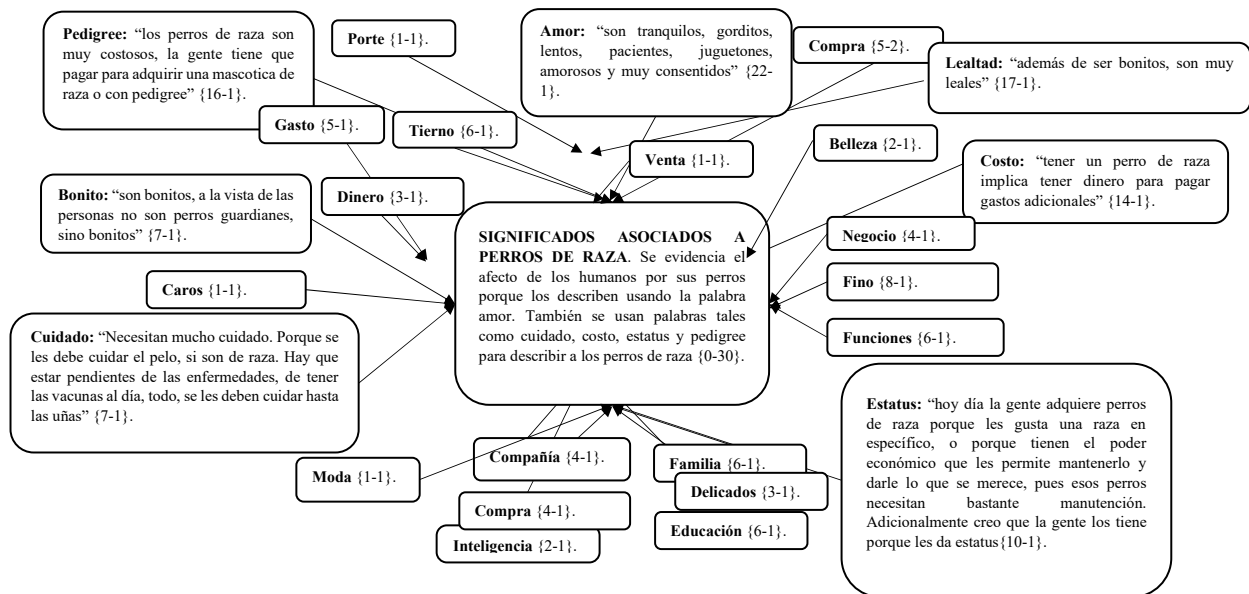 Pedigree: “los perros de raza son
muy costosos, la gente tiene que
pagar para adquirir una mascotica de
raza o con pedigree” {16-1}.
Porte {1-1}.
Amor: “son tranquilos, gorditos,
lentos, pacientes, juguetones,
amorosos y muy consentidos” {22-
1}.
Compra {5-2}.
Lealtad: “además de ser bonitos, son muy
leales” {17-1}.
Gasto {5-1}.
Tierno {6-1}.
Venta {1-1}.
Belleza {2-1}.
Costo: “tener un perro de raza
implica tener dinero para pagar
gastos adicionales” {14-1}.
Bonito: “son bonitos, a la vista de las
personas no son perros guardianes,
sino bonitos” {7-1}.
Dinero {3-1}.
SIGNIFICADOS ASOCIADOS A
PERROS DE RAZA. Se evidencia el
afecto de los humanos por sus perros
porque los describen usando la palabra
amor. También se usan palabras tales
como cuidado, costo, estatus y pedigree
para describir a los perros de raza {0-30}.
Negocio {4-1}.
Caros {1-1}.
Fino {8-1}.
Cuidado: “Necesitan mucho cuidado. Porque se
les debe cuidar el pelo, si son de raza. Hay que
estar pendientes de las enfermedades, de tener
las vacunas al día, todo, se les deben cuidar hasta
las uñas” {7-1}.
Funciones {6-1}.
Estatus: “hoy día la gente adquiere perros
de raza porque les gusta una raza en
específico, o porque tienen el poder
económico que les permite mantenerlo y
darle lo que se merece, pues esos perros
necesitan bastante manutención.
Adicionalmente creo que la gente los tiene
porque les da estatus{10-1}.
Moda {1-1}.
Compañía {4-1}.
Familia {6-1}.
Delicados {3-1}.
Compra {4-1}.
Educación {6-1}.
Inteligencia {2-1}.